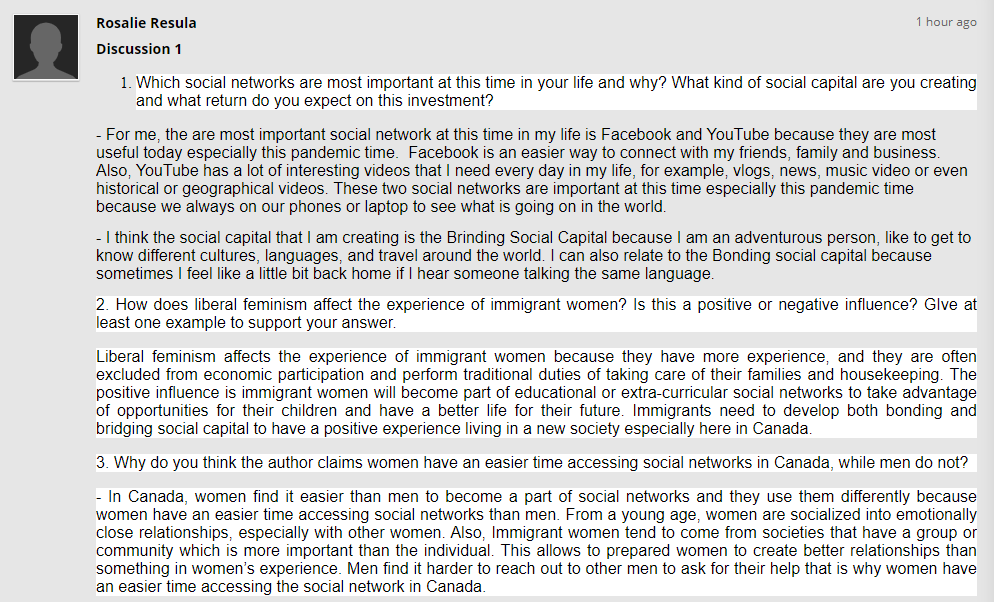 Rosalie Resula
1 hour ago
Discussion 1
1. Which social networks are most important at this time in your life and why? What kind of social capital are you creating
and what return do you expect on this investment?
- For me, the are most important social network at this time in my life is Facebook and YouTube because they are most
useful today especially this pandemic time.  Facebook is an easier way to connect with my friends, family and business.
Also, YouTube has a lot of interesting videos that I need every day in my life, for example, vlogs, news, music video or even
historical or geographical videos. These two social networks are important at this time especially this pandemic time
because we always on our phones or laptop to see what is going on in the world.
- I think the social capital that I am creating is the Brinding Social Capital because I am an adventurous person, like to get to
know different cultures, languages, and travel around the world. I can also relate to the Bonding social capital because
sometimes I feel like a little bit back home if I hear someone talking the same language.
2. How does liberal feminism affect the experience of immigrant women? Is this a positive or negative influence? GIve at
least one example to support your answer.
Liberal feminism affects the experience of immigrant women because they have more experience, and they are often
excluded from economic participation and perform traditional duties of taking care of their families and housekeeping. The
positive influence is immigrant women will become part of educational or extra-curricular social networks to take advantage
of opportunities for their children and have a better life for their future. Immigrants need to develop both bonding and
bridging social capital to have a positive experience living in a new society especially here in Canada.
3. Why do you think the author claims women have an easier time accessing social networks in Canada, while men do not?
- In Canada, women find it easier than men to become a part of social networks and they use them differently because
women have an easier time accessing social networks than men. From a young age, women are socialized into emotionally
close relationships, especially with other women. Also, Immigrant women tend to come from societies that have a group or
community which is more important than the individual. This allows to prepared women to create better relationships than
something in women's experience. Men find it harder to reach out to other men to ask for their help that is why women have
an easier time accessing the social network in Canada.